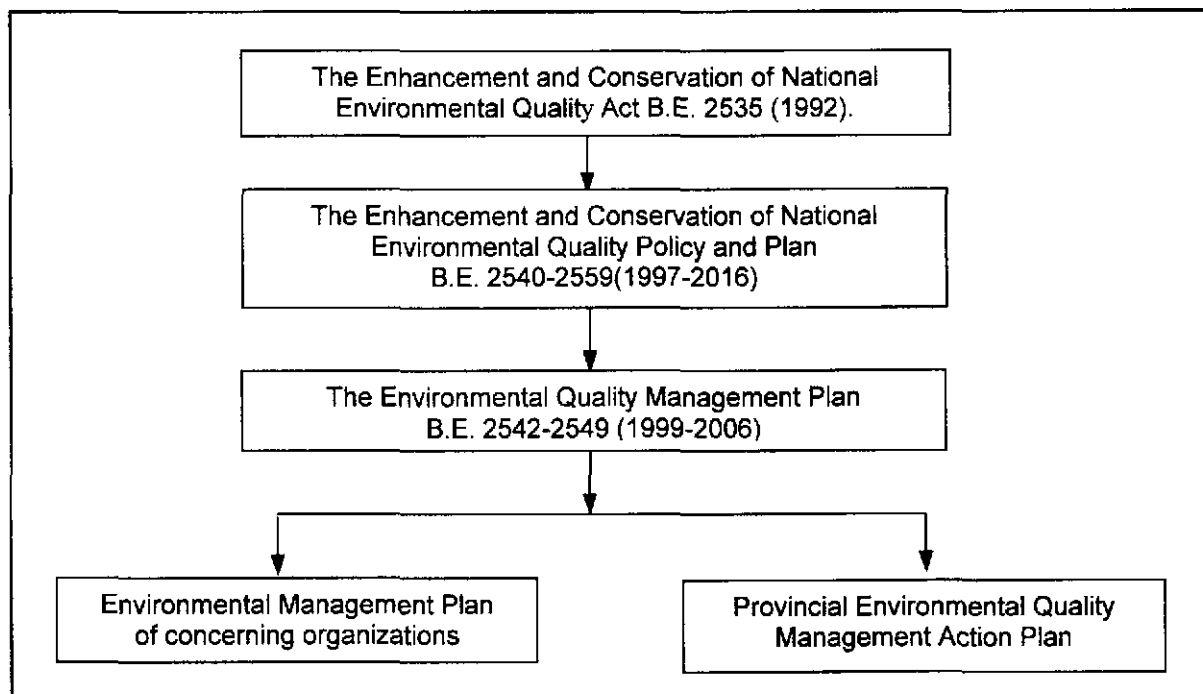 The Enhancement and Conservation of National
Environmental Quality Act B.E. 2535 (1992).
The Enhancement and Conservation of National
Environmental Quality Policy and Plan
B.E. 2540-2559(1997-2016)
The Environmental Quality Management Plan
B.E. 2542-2549 (1999-2006)
Environmental Management Plan
of concerning organizations
Provincial Environmental Quality
Management Action Plan